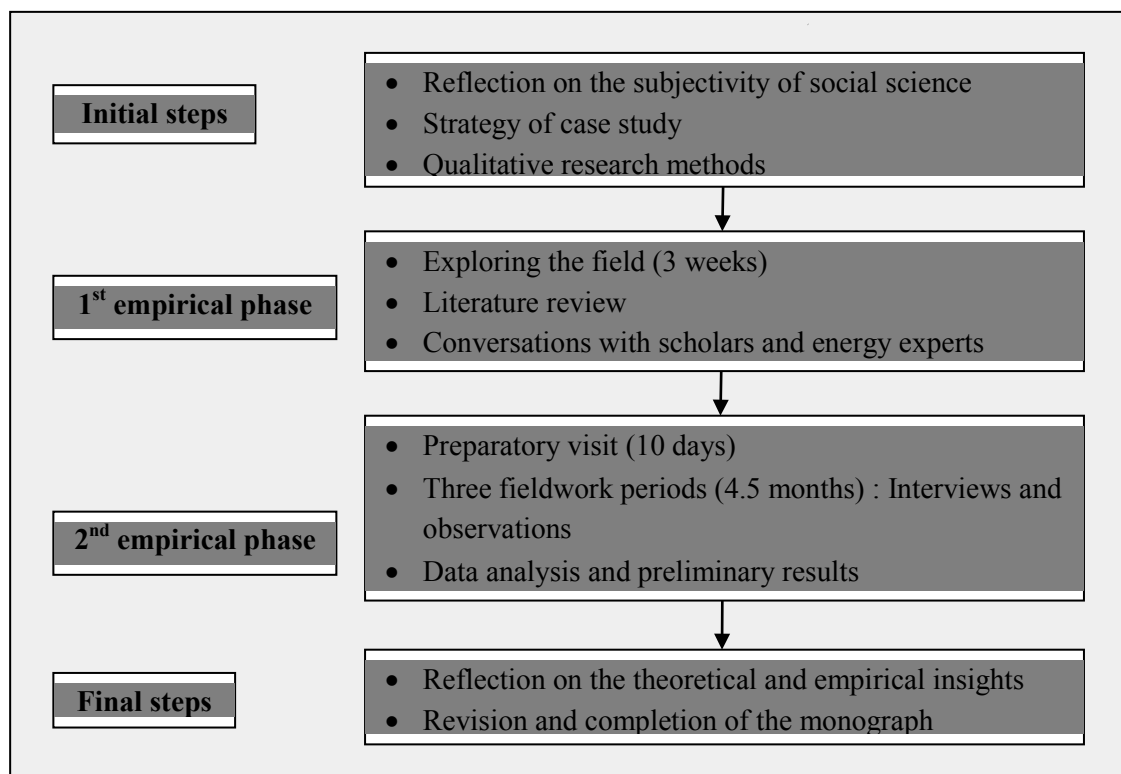 Initial steps
• Reflection on the subjectivity of social science
• Strategy of case study
• Qualitative research methods
1st empirical phase
• Exploring the field (3 weeks)
• Literature review
• Conversations with scholars and energy experts
2nd empirical phase
• Preparatory visit (10 days)
• Three fieldwork periods (4.5 months) : Interviews and
observations
• Data analysis and preliminary results
Final steps
• Reflection on the theoretical and empirical insights
• Revision and completion of the monograph